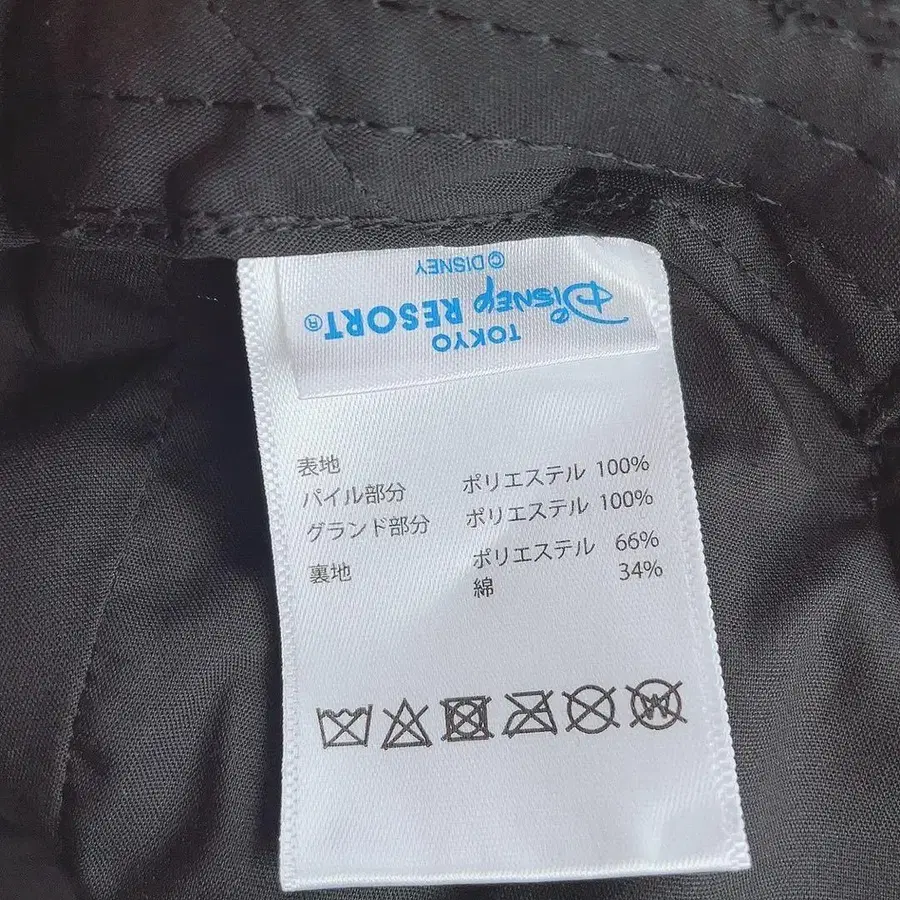 © DISNEY
Disney RESORT®
TOKYO
表地
パイル部分 ポリエステル 100%
グランド部分 ポリエステル 100%
裏地 ポリエステル 66%
綿 34%
W